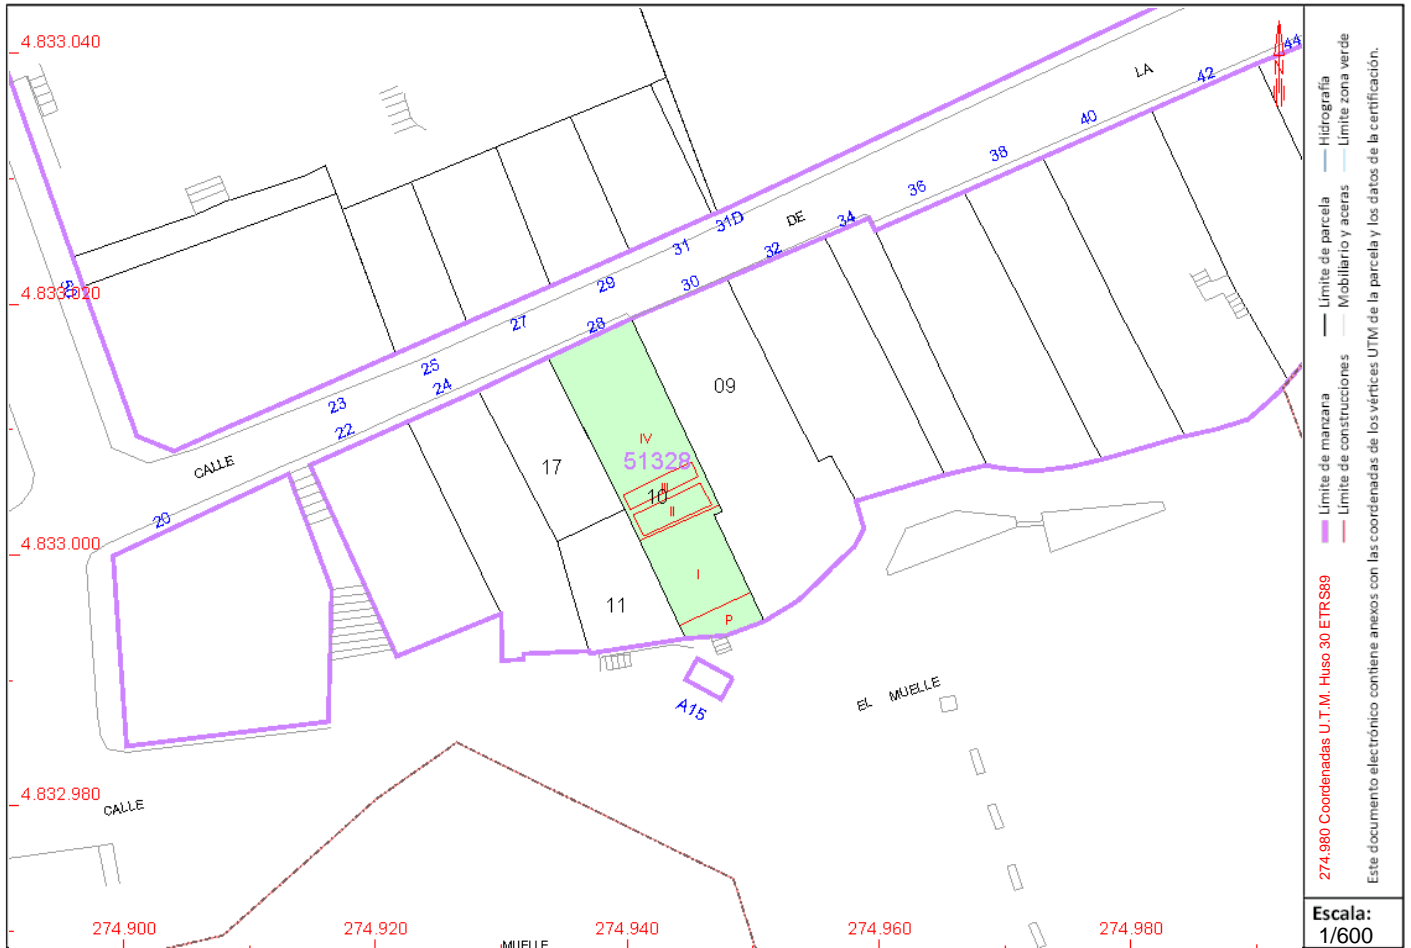 4.833.040
44
42
LA
40
38
36
34
DE
31D
32
31
30
29
4.833.020
28
27
25
24
23
22
CALLE
20
09
IV
51328
17
III
10
II
4.833.000
I
11
P
A15
EL MUELLE
4.832.980
CALLE
274.900
274.920
274.940
274.960
274.980
MUELLE
N
274.980 Coordenadas U.T.M. Huso 30 ETRS89
Límite de manzana
Límite de parcela
Hidrografía
Límite de construcciones
Mobiliario y aceras
Límite zona verde
Este documento electrónico contiene anexos con las coordenadas de los vértices UTM de la parcela y los datos de la certificación.
Escala:
1/600